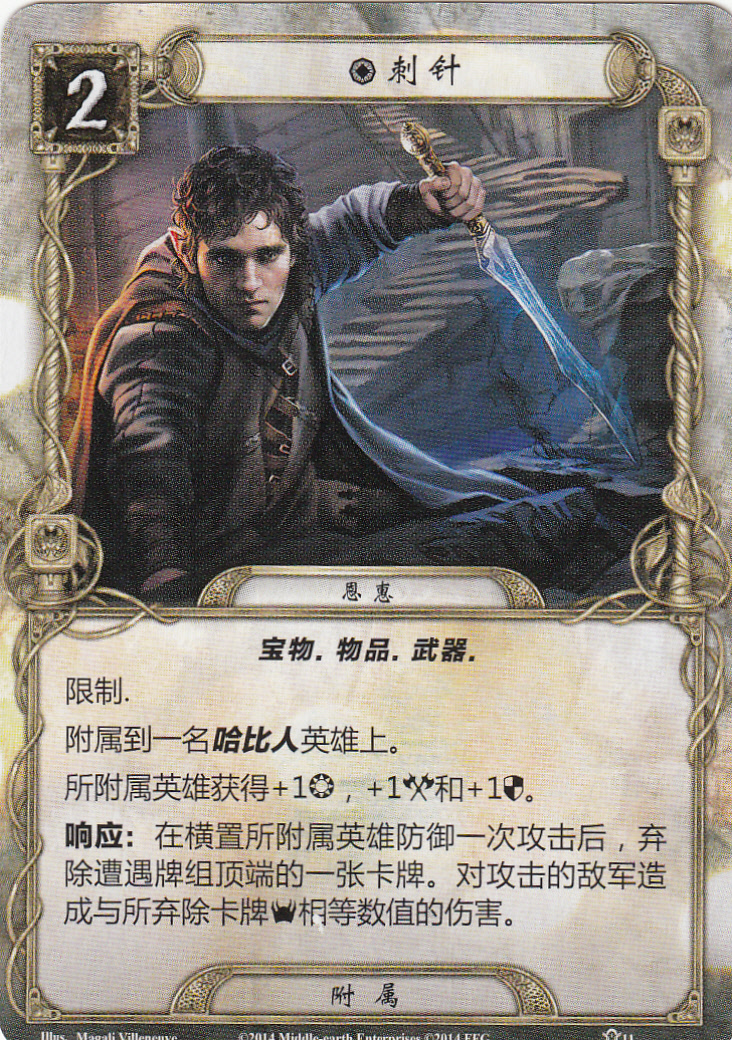 2
刺针
恩惠
宝物. 物品. 武器.
限制.
附属到一名哈比人英雄上。
所附属英雄获得+1，+1和+1。
响应：在横置所附属英雄防御一次攻击后，弃
除遭遇牌组顶端的一张卡牌。对攻击的敌军造
成与所弃除卡牌相等数值的伤害。
附属
Illus. Magali Villeneuve
©2014 Middle-earth Enterprises ©2014 FFG
11